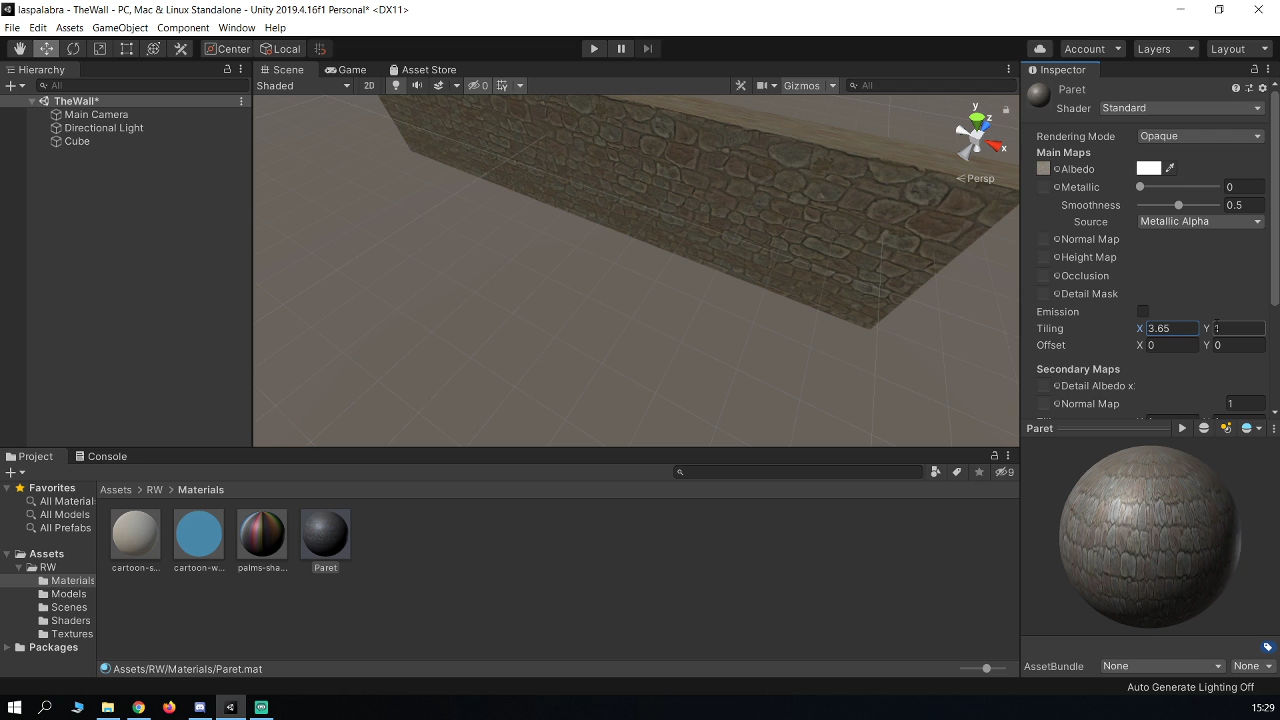 laspalabra - TheWall - PC, Mac & Linux Standalone - Unity 2019.4.16f1 Personal* <DX11>
File Edit Assets GameObject Component Window Help
Center Local Account Layers Layout
Hierarchy
All
TheWall*
Main Camera
Directional Light
Cube
Scene Game Asset Store
Shaded 2D 0 Gizmos All
y
z
x
Persp
Inspector
Paret
Shader Standard
Rendering Mode Opaque
Main Maps
Albedo
Metallic 0
Smoothness 0.5
Source Metallic Alpha
Normal Map
Height Map
Occlusion
Detail Mask
Emission
Tiling X 3.65 Y 1
Offset X 0 Y 0
Secondary Maps
Detail Albedo x
Normal Map 1
Paret
AssetBundle None None
Auto Generate Lighting Off
Project Console
9
Favorites
All Material
All Models
All Prefabs
Assets
RW
Materials
Models
Scenes
Shaders
Textures
Packages
Assets RW Materials
cartoon-s... cartoon-w... palms-sha... Paret
Assets/RW/Materials/Paret.mat
15:29